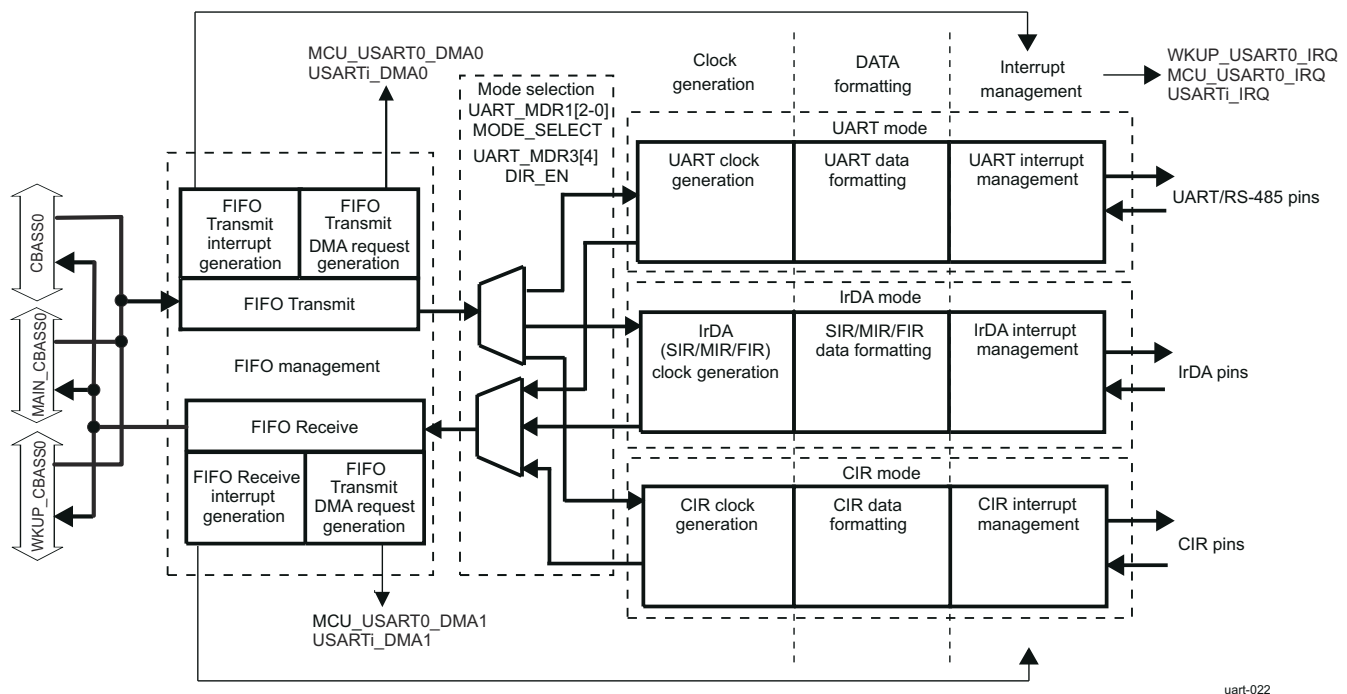 MCU_USART0_DMA0
USARTi_DMA0
Mode selection
UART_MDR1[2-0]
MODE_SELECT
UART_MDR3[4]
DIR_EN
Clock
generation
DATA
formatting
Interrupt
management
WKUP_USART0_IRQ
MCU_USART0_IRQ
USARTi_IRQ
UART mode
UART clock
generation
UART data
formatting
UART interrupt
management
UART/RS-485 pins
CBASS0
MAIN_CBASS0
WKUP_CBASS0
FIFO
Transmit
interrupt
generation
FIFO
Transmit
DMA request
generation
FIFO Transmit
FIFO management
FIFO Receive
FIFO Receive
interrupt
generation
FIFO
Transmit
DMA request
generation
MCU_USART0_DMA1
USARTi_DMA1
IrDA mode
IrDA
(SIR/MIR/FIR)
clock generation
SIR/MIR/FIR
data formatting
IrDA interrupt
management
IrDA pins
CIR mode
CIR clock
generation
CIR data
formatting
CIR interrupt
management
CIR pins
uart-022